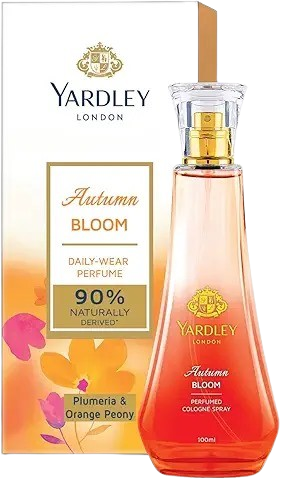 YARDLEY
LONDON
Autumn
BLOOM
DAILY-WEAR
PERFUME
90%
NATURALLY
DERIVED*
Plumeria &
Orange Peony
YARDLEY
LONDON
Autumn
BLOOM
PERFUMED
COLOGNE SPRAY
100ml